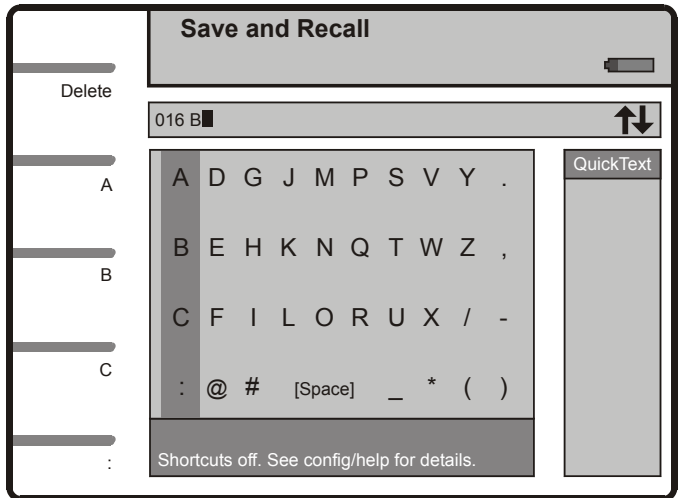 Save and Recall
Delete
016 B
A
B
C
:
A D G J M P S V Y .
B E H K N Q T W Z ,
C F I L O R U X / -
: @ # [Space] _ * ( )
QuickText
Shortcuts off. See config/help for details.